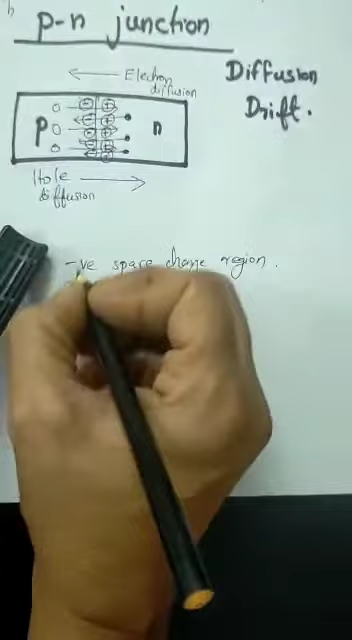 p-n junction
← Electron
diffusion
Diffusion
Drift.
p n
Hole →
diffusion
-ve space charge region.